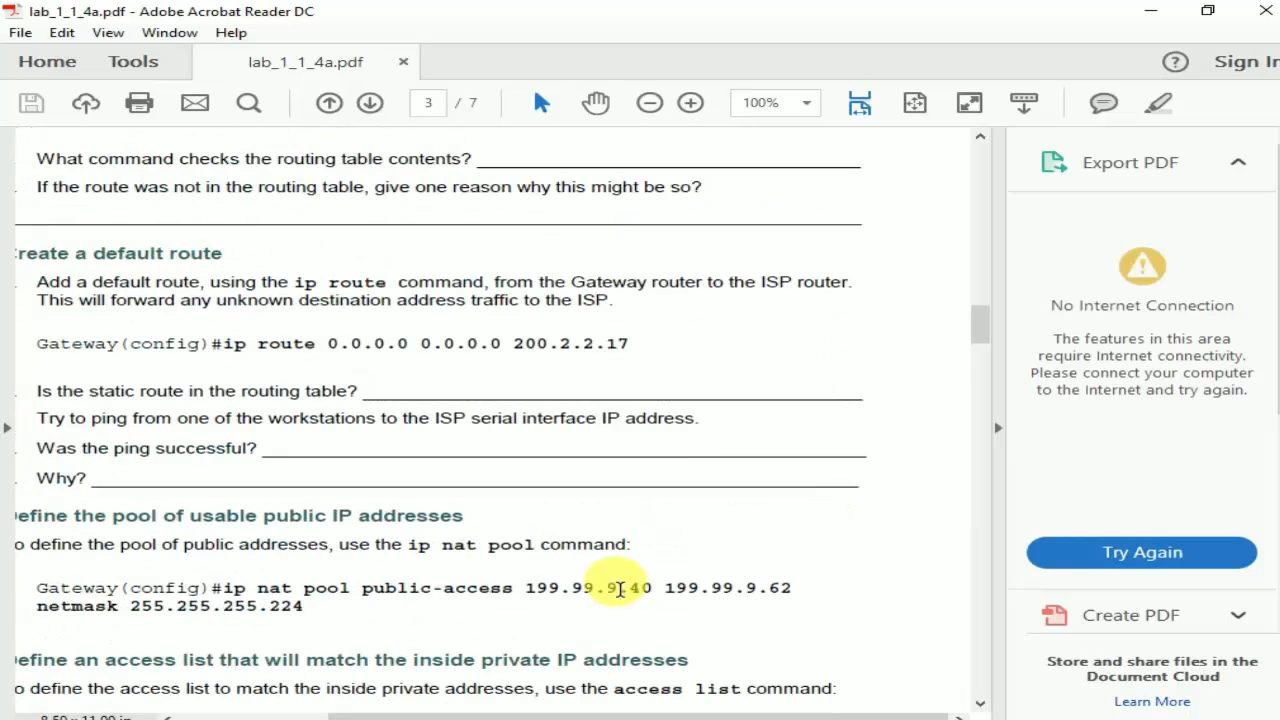 lab_1_1_4a.pdf - Adobe Acrobat Reader DC
File Edit View Window Help
Home Tools lab_1_1_4a.pdf × ? Sign In
3 / 7 100%
What command checks the routing table contents? ____
If the route was not in the routing table, give one reason why this might be so?
reate a default route
Add a default route, using the ip route command, from the Gateway router to the ISP router.
This will forward any unknown destination address traffic to the ISP.
Gateway(config)#ip route 0.0.0.0 0.0.0.0 200.2.2.17
Is the static route in the routing table? ____
Try to ping from one of the workstations to the ISP serial interface IP address.
Was the ping successful? ____
Why? ____
efine the pool of usable public IP addresses
o define the pool of public addresses, use the ip nat pool command:
Gateway(config)#ip nat pool public-access 199.99.9.40 199.99.9.62
netmask 255.255.255.224
efine an access list that will match the inside private IP addresses
o define the access list to match the inside private addresses, use the access list command:
8.50 x 11.00 in
Export PDF
No Internet Connection
The features in this area
require Internet connectivity.
Please connect your computer
to the Internet and try again.
Try Again
Create PDF
Store and share files in the
Document Cloud
Learn More